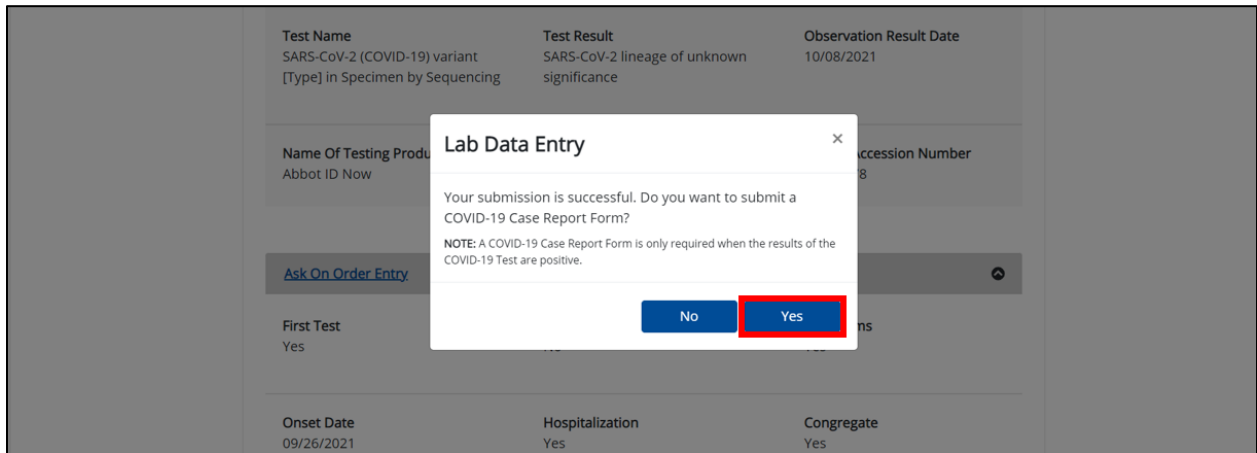 Test Name Test Result Observation Result Date
SARS-CoV-2 (COVID-19) variant SARS-CoV-2 lineage of unknown 10/08/2021
[Type] in Specimen by Sequencing significance
Lab Data Entry ×
Name Of Testing Produ ccession Number
Abbot ID Now 8
Your submission is successful. Do you want to submit a
COVID-19 Case Report Form?
NOTE: A COVID-19 Case Report Form is only required when the results of the
COVID-19 Test are positive.
Ask On Order Entry
No Yes
First Test ms
Yes
Onset Date Hospitalization Congregate
09/26/2021 Yes Yes